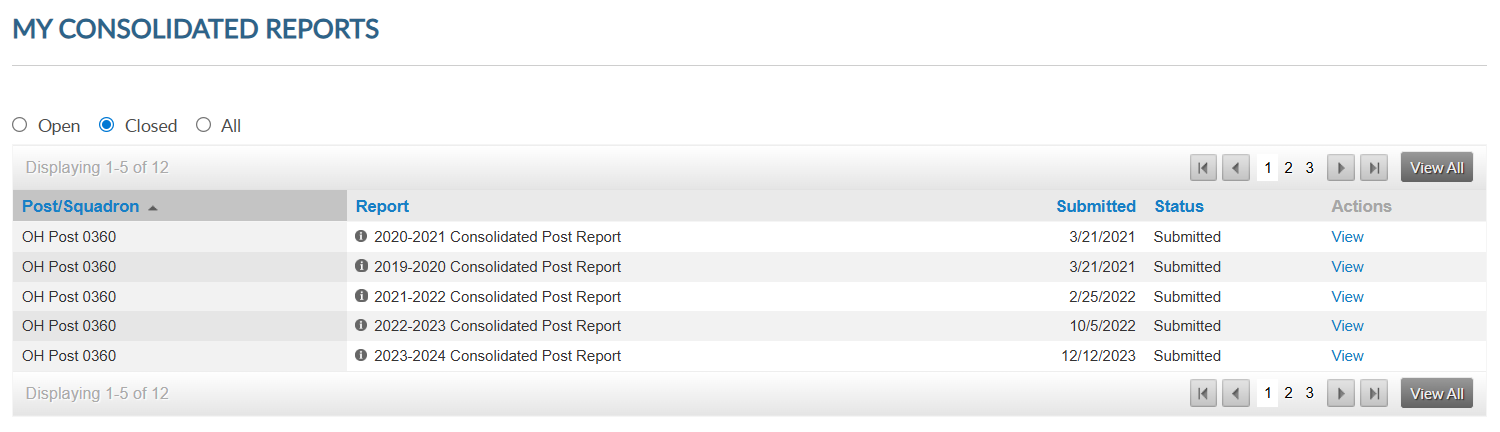 MY CONSOLIDATED REPORTS
Open Closed All
Displaying 1-5 of 12 1 2 3 View All
Post/Squadron Report Submitted Status Actions
OH Post 0360 2020-2021 Consolidated Post Report 3/21/2021 Submitted View
OH Post 0360 2019-2020 Consolidated Post Report 3/21/2021 Submitted View
OH Post 0360 2021-2022 Consolidated Post Report 2/25/2022 Submitted View
OH Post 0360 2022-2023 Consolidated Post Report 10/5/2022 Submitted View
OH Post 0360 2023-2024 Consolidated Post Report 12/12/2023 Submitted View
Displaying 1-5 of 12 1 2 3 View All